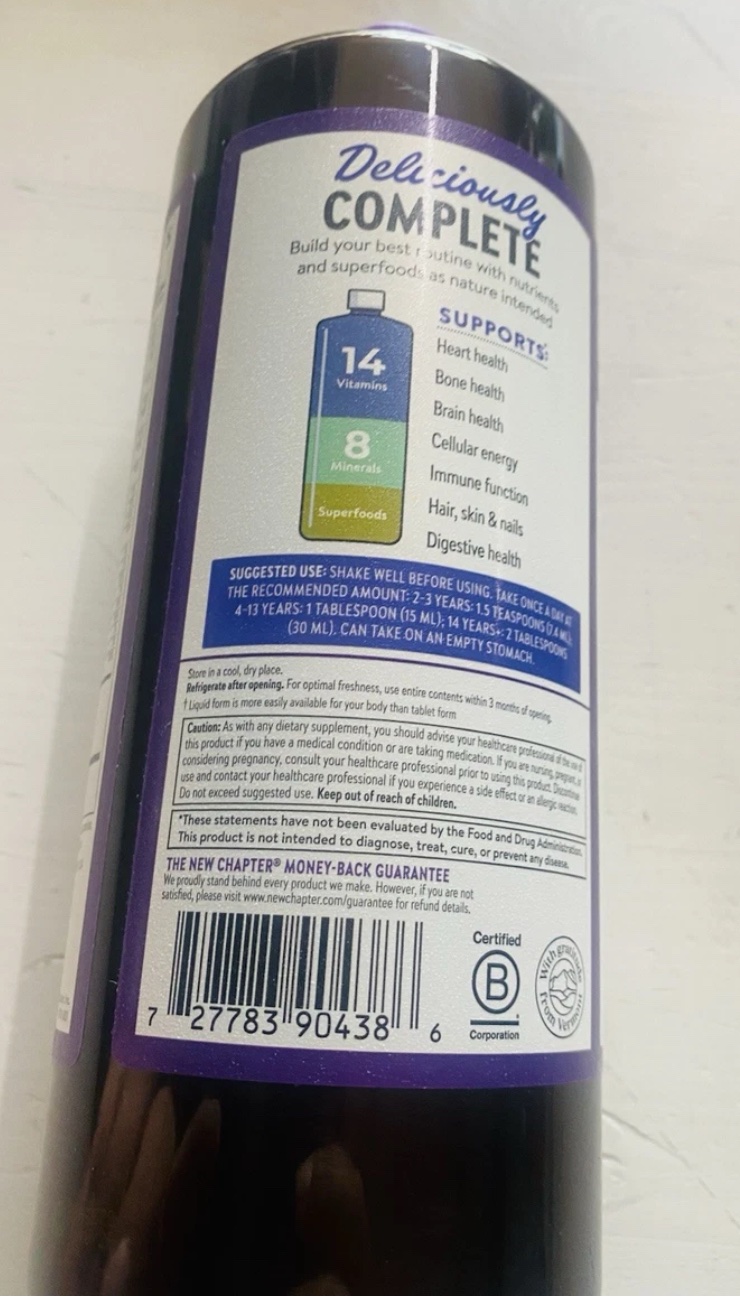 Deliciously
COMPLETE
Build your best routine with nutrients
and superfoods as nature intended
14
Vitamins
8
Minerals
Superfoods
SUPPORTS*:
Heart health
Bone health
Brain health
Cellular energy
Immune function
Hair, skin & nails
Digestive health
SUGGESTED USE: SHAKE WELL BEFORE USING. TAKE ONCE A DAY AT
THE RECOMMENDED AMOUNT: 2-3 YEARS: 1.5 TEASPOONS (7.4 ML);
4-13 YEARS: 1 TABLESPOON (15 ML); 14 YEARS+: 2 TABLESPOONS
(30 ML). CAN TAKE ON AN EMPTY STOMACH.
Store in a cool, dry place.
Refrigerate after opening. For optimal freshness, use entire contents within 3 months of opening.
† Liquid form is more easily available for your body than tablet form
Caution: As with any dietary supplement, you should advise your healthcare professional of the use of
this product if you have a medical condition or are taking medication. If you are nursing, pregnant, or
considering pregnancy, consult your healthcare professional prior to using this product. Discontinue
use and contact your healthcare professional if you experience a side effect or an allergic reaction.
Do not exceed suggested use. Keep out of reach of children.
*These statements have not been evaluated by the Food and Drug Administration.
This product is not intended to diagnose, treat, cure, or prevent any disease.
THE NEW CHAPTER® MONEY-BACK GUARANTEE
We proudly stand behind every product we make. However, if you are not
satisfied, please visit www.newchapter.com/guarantee for refund details.
7 27783 90438 6
Certified
B
Corporation
With gratitude
from Vermont